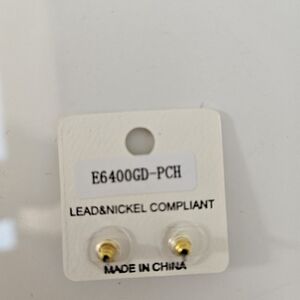 E6400GD-PCH
LEAD&NICKEL COMPLIANT
MADE IN CHINA